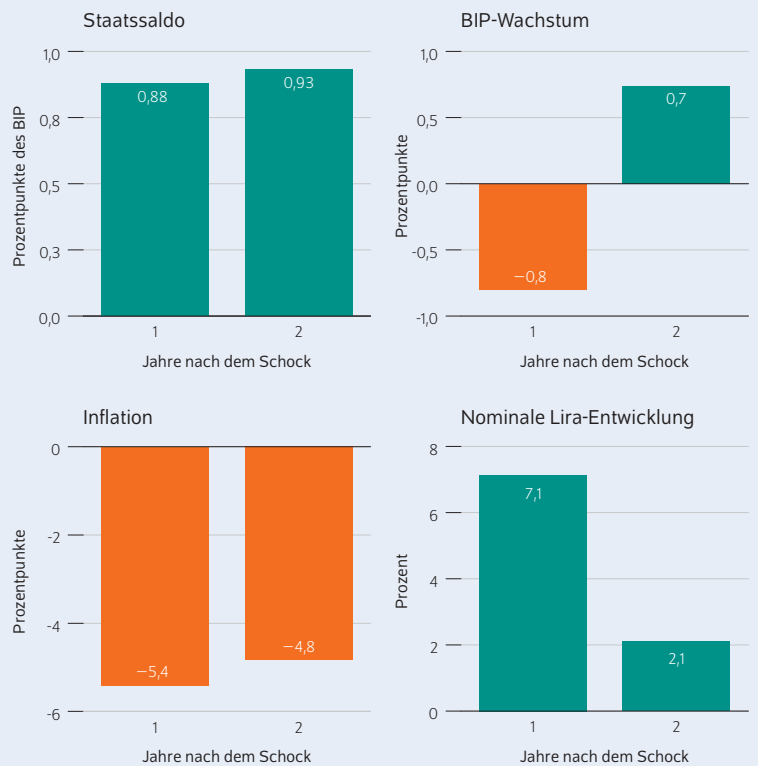 Staatssaldo
1,0
0,8
0,5
0,3
0,0
Prozentpunkte des BIP
0,88
0,93
1
2
Jahre nach dem Schock
BIP-Wachstum
1,0
0,5
0,0
-0,5
-1,0
Prozentpunkte
−0,8
0,7
1
2
Jahre nach dem Schock
Inflation
0
-2
-4
-6
Prozentpunkte
−5,4
−4,8
1
2
Jahre nach dem Schock
Nominale Lira-Entwicklung
8
6
4
2
0
Prozent
7,1
2,1
1
2
Jahre nach dem Schock